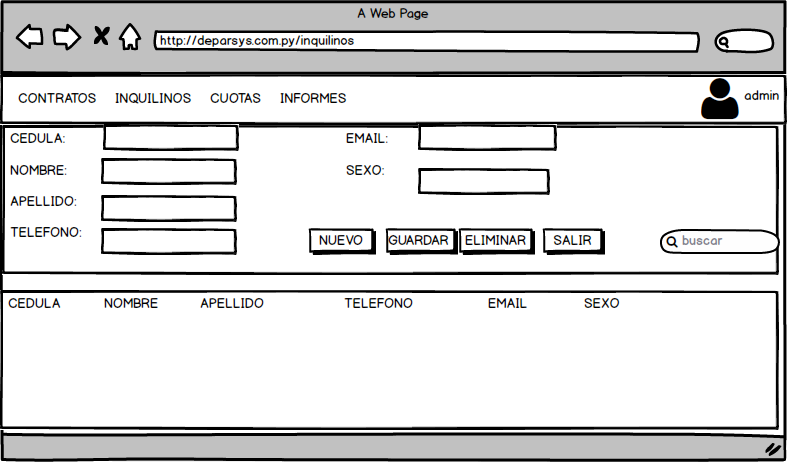 A Web Page
http://deparsys.com.py/inquilinos
CONTRATOS INQUILINOS CUOTAS INFORMES admin
CEDULA: EMAIL:
NOMBRE: SEXO:
APELLIDO:
TELEFONO: NUEVO GUARDAR ELIMINAR SALIR buscar
CEDULA NOMBRE APELLIDO TELEFONO EMAIL SEXO